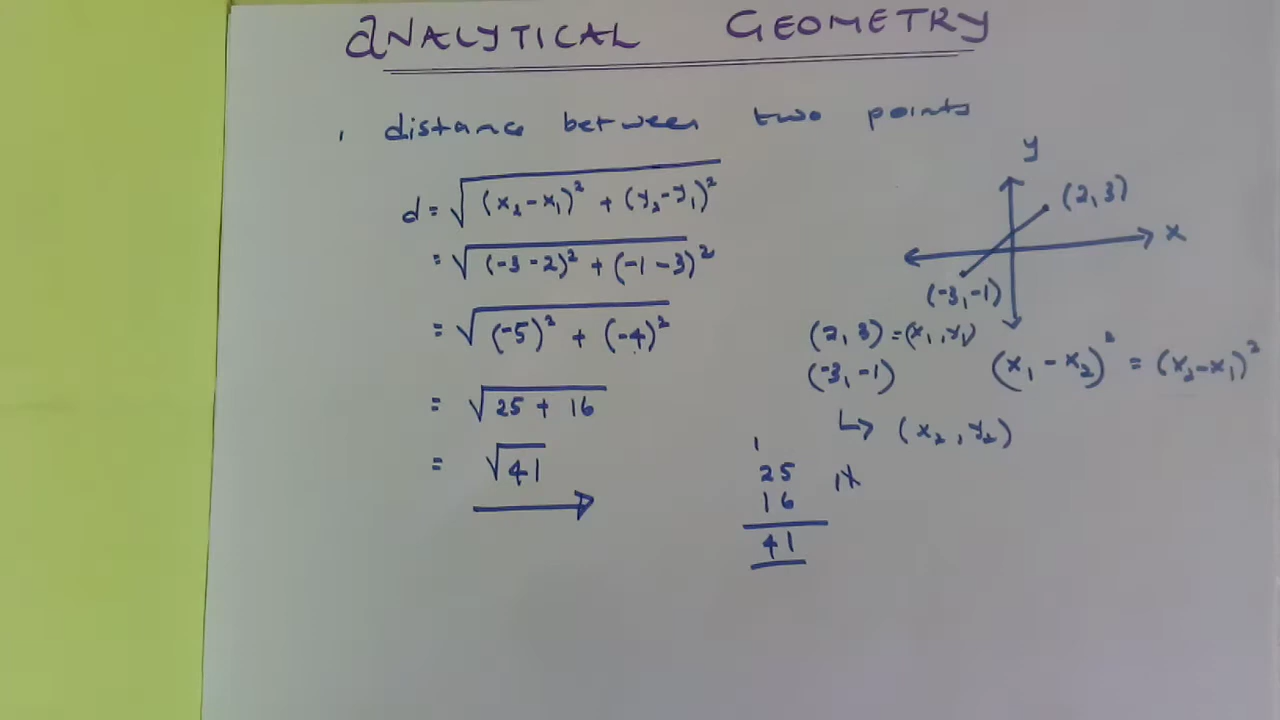 ANALYTICAL GEOMETRY
distance between two points
d = √(x₂ - x₁)² + (y₂ - y₁)²
= √(-3 - 2)² + (-1 - 3)²
= √(-5)² + (-4)²
= √25 + 16
= √41
y
(2, 3)
x
(-3, -1)
(2, 3) = (x₁, y₁)
(-3, -1)
↳ (x₂, y₂)
(x₁ - x₂)² = (x₂ - x₁)²
1
25
16
41